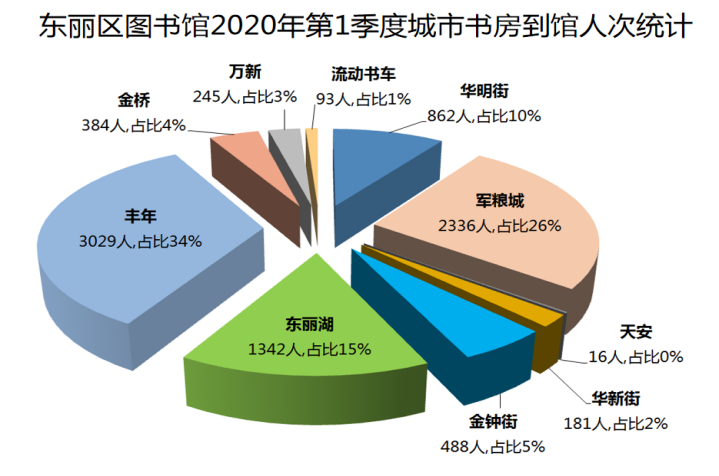 东丽区图书馆2020年第1季度城市书房到馆人次统计
万新
245人,占比3%
流动书车
93人,占比1%
华明街
862人,占比10%
金桥
384人,占比4%
军粮城
2336人,占比26%
丰年
3029人,占比34%
东丽湖
1342人,占比15%
天安
16人,占比0%
华新街
181人,占比2%
金钟街
488人,占比5%